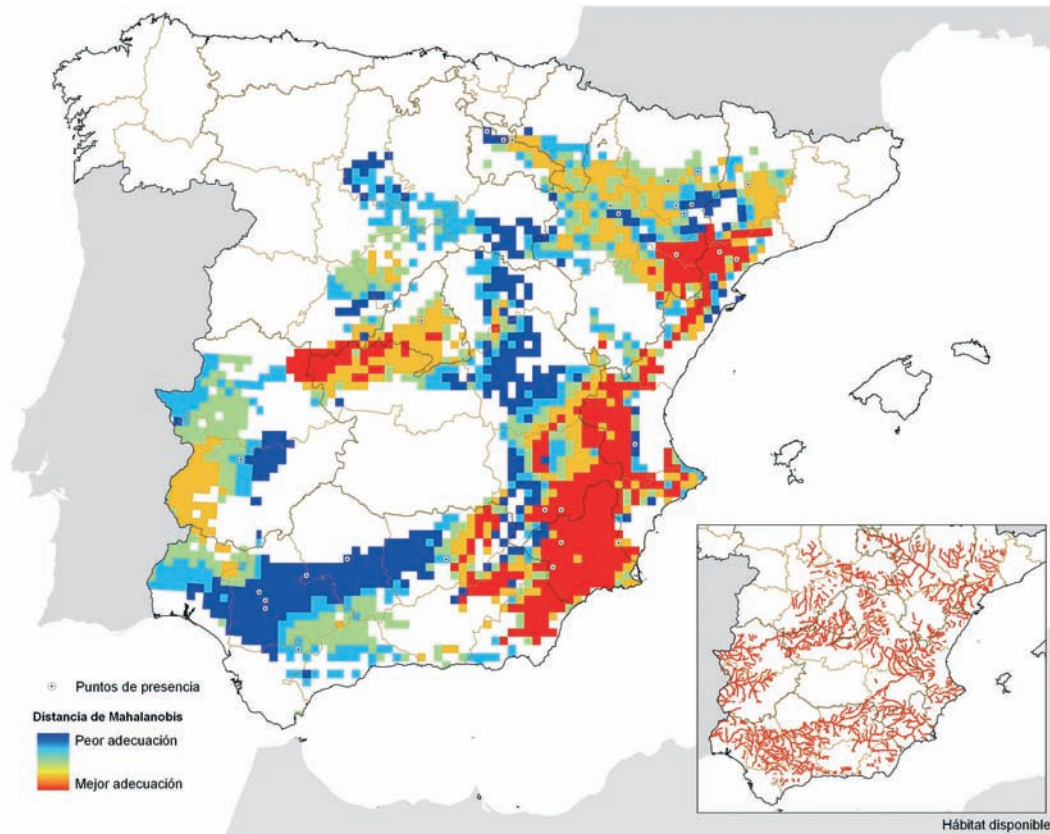 Puntos de presencia
Distancia de Mahalanobis
Peor adecuación
Mejor adecuación
Hábitat disponible